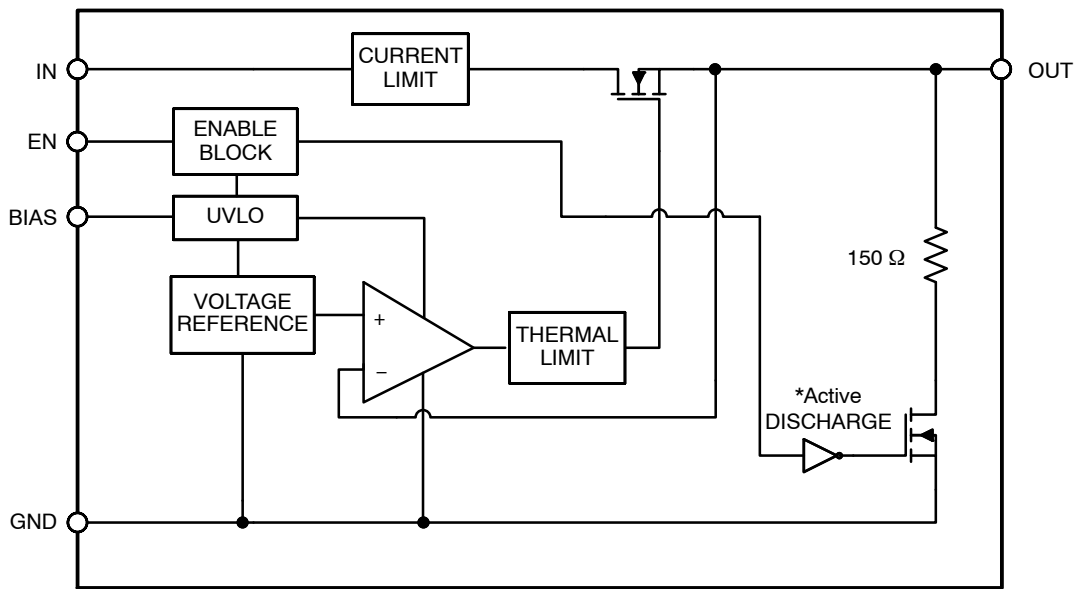 IN
CURRENT
LIMIT
OUT
EN
ENABLE
BLOCK
BIAS
UVLO
150 Ω
VOLTAGE
REFERENCE
+
−
THERMAL
LIMIT
*Active
DISCHARGE
GND